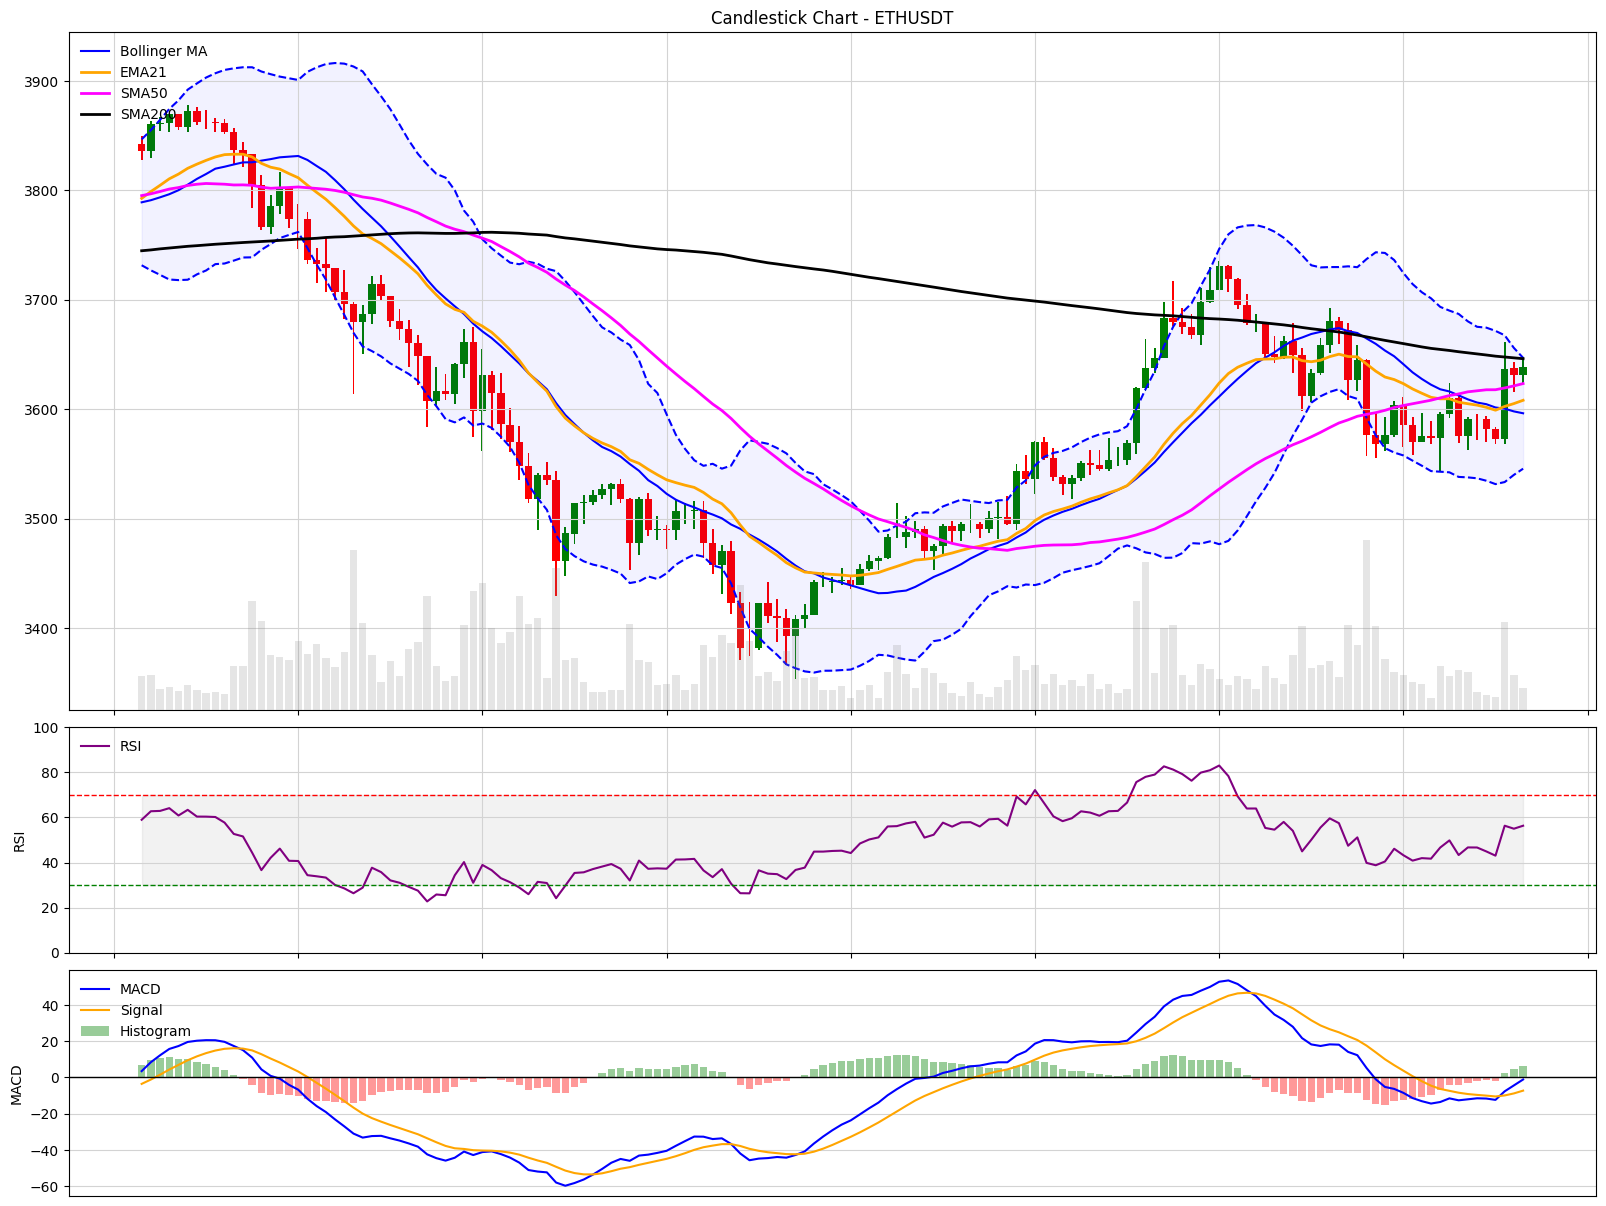 Candlestick Chart - ETHUSDT
Bollinger MA
EMA21
SMA50
SMA200
3900
3800
3700
3600
3500
3400
RSI
100
80
60
40
20
0
RSI
MACD
Signal
Histogram
40
20
0
−20
−40
−60
MACD